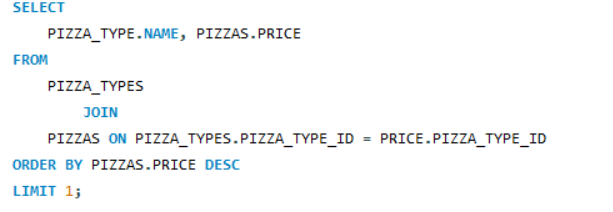 SELECT
PIZZA_TYPE.NAME, PIZZAS.PRICE
FROM
PIZZA_TYPES
JOIN
PIZZAS ON PIZZA_TYPES.PIZZA_TYPE_ID = PRICE.PIZZA_TYPE_ID
ORDER BY PIZZAS.PRICE DESC
LIMIT 1;